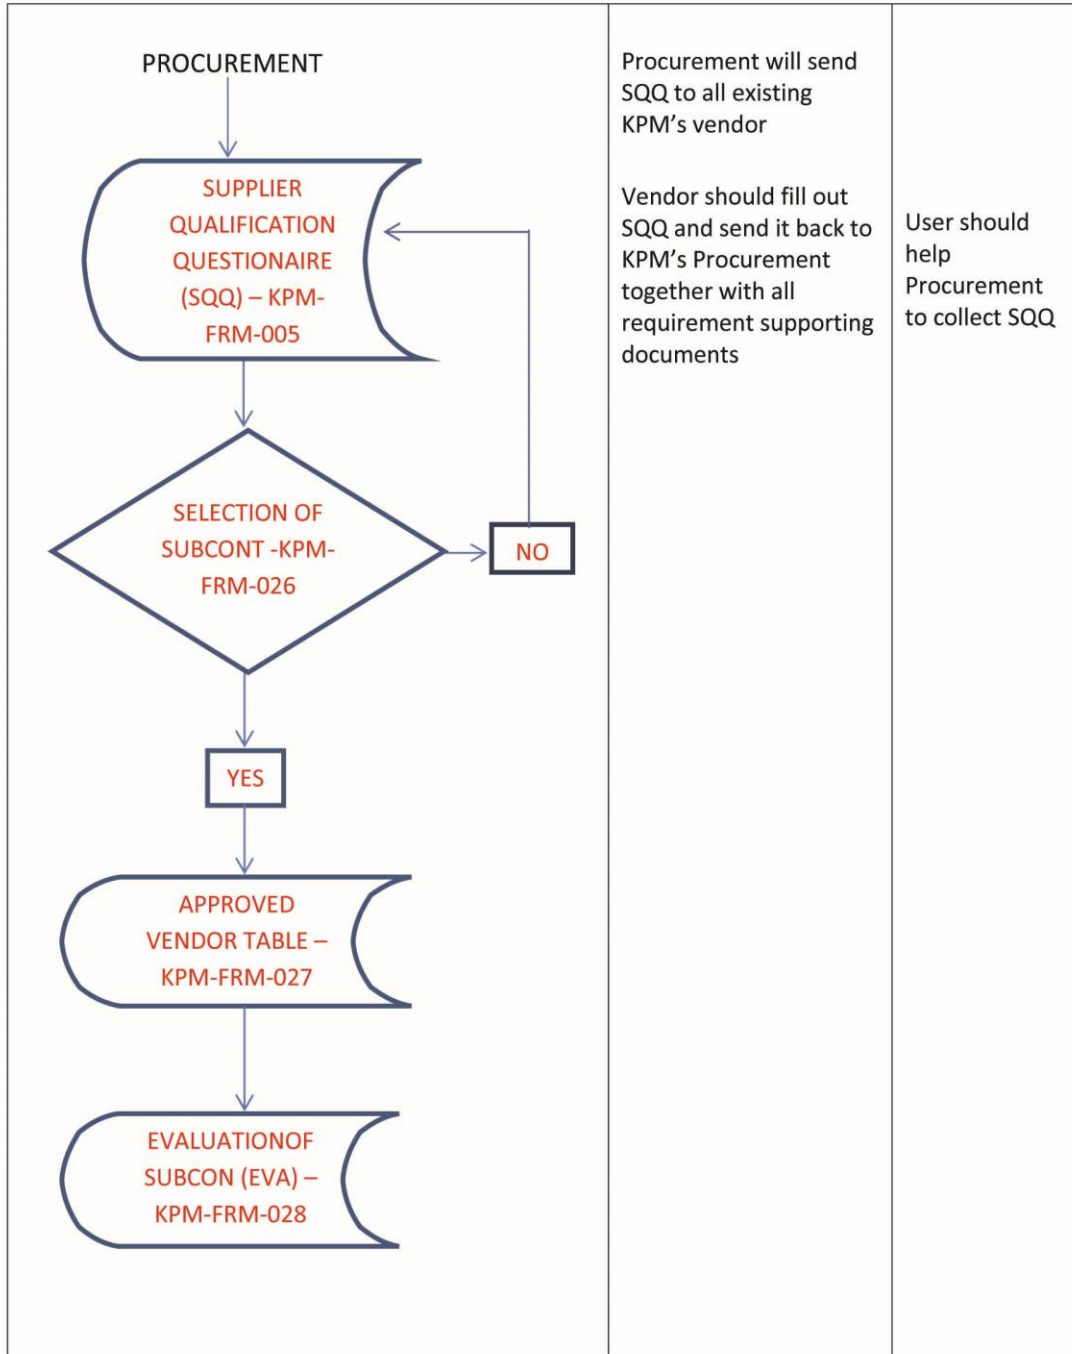 PROCUREMENT
SUPPLIER
QUALIFICATION
QUESTIONAIRE
(SQQ) – KPM-
FRM-005
SELECTION OF
SUBCONT -KPM-
FRM-026
NO
YES
APPROVED
VENDOR TABLE –
KPM-FRM-027
EVALUATIONOF
SUBCON (EVA) –
KPM-FRM-028
Procurement will send
SQQ to all existing
KPM’s vendor
Vendor should fill out
SQQ and send it back to
KPM’s Procurement
together with all
requirement supporting
documents
User should
help
Procurement
to collect SQQ